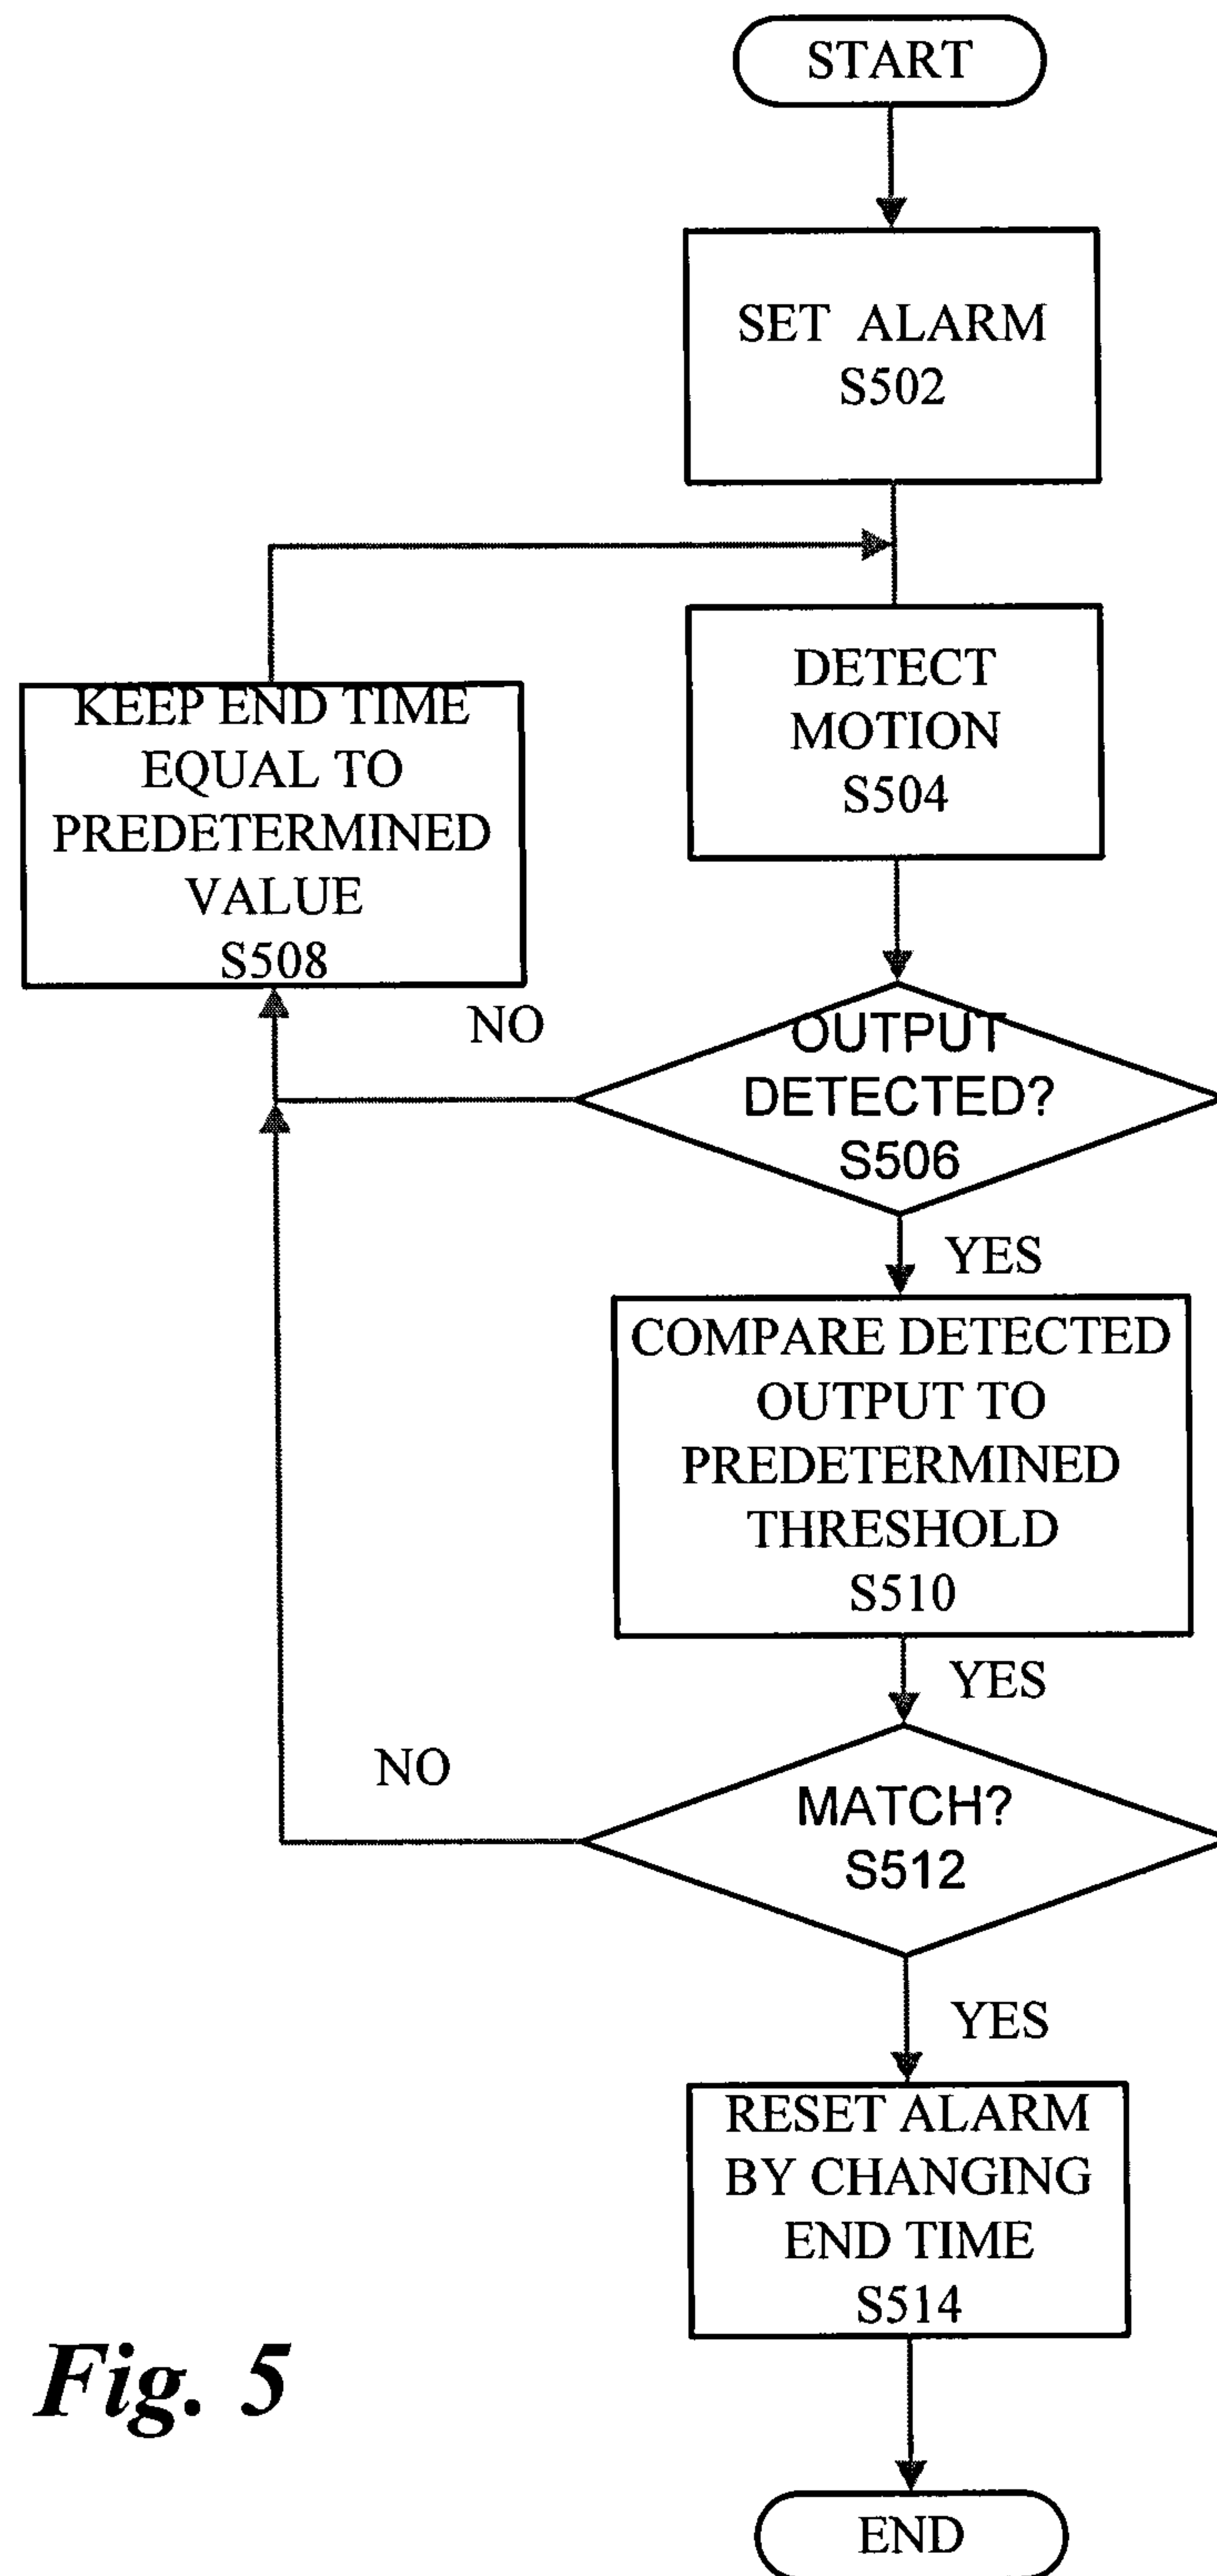 START
SET ALARM
S502
DETECT
MOTION
S504
KEEP END TIME
EQUAL TO
PREDETERMINED
VALUE
S508
NO
OUTPUT
DETECTED?
S506
YES
COMPARE DETECTED
OUTPUT TO
PREDETERMINED
THRESHOLD
S510
YES
NO
MATCH?
S512
YES
RESET ALARM
BY CHANGING
END TIME
S514
Fig. 5
END